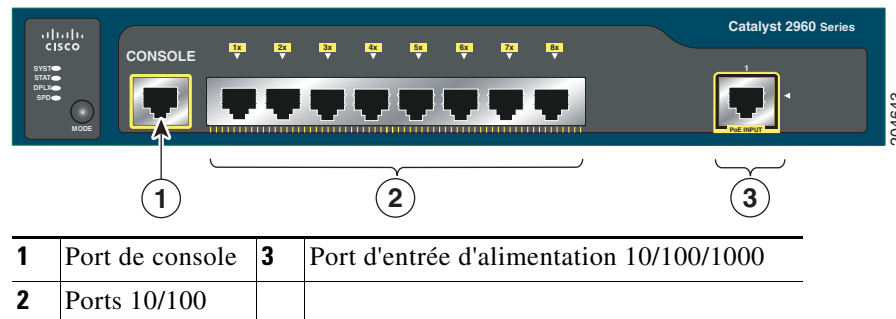 CISCO
CONSOLE
1x 2x 3x 4x 5x 6x 7x 8x
Catalyst 2960 Series
SYST
STAT
DPLX
SPD
MODE
1
PoE INPUT
1 2 3
1 Port de console 3 Port d'entrée d'alimentation 10/100/1000
2 Ports 10/100